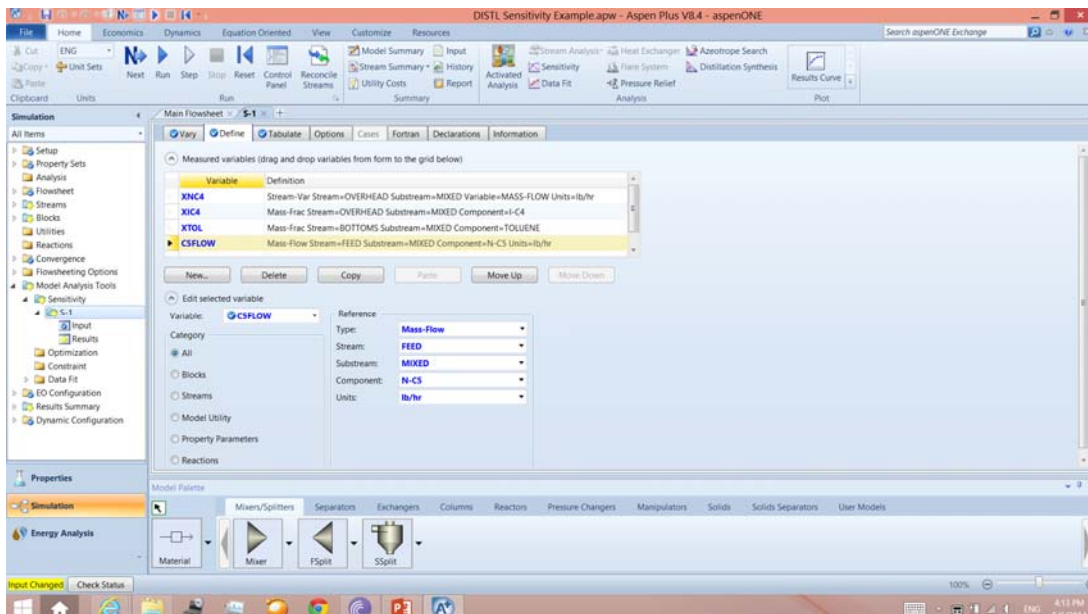 DISTL Sensitivity Example.apw - Aspen Plus V8.4 - aspenONE
File Home Economics Dynamics Equation Oriented View Customize Resources Search aspenONE Exchange
Cut ENG Model Summary Input Stream Analysis Heat Exchanger Azeotrope Search
Copy Unit Sets Next Run Step Stop Reset Control Panel Reconcile Streams Stream Summary History Activated Analysis Sensitivity Flare System Distillation Synthesis Results Curve
Paste Utility Costs Report Data Fit Pressure Relief
Clipboard Units Run Summary Analysis Plot
Simulation Main Flowsheet S-1
All Items Vary Define Tabulate Options Cases Fortran Declarations Information
Setup
Property Sets
Analysis
Flowsheet
Streams
Blocks
Utilities
Reactions
Convergence
Flowsheeting Options
Model Analysis Tools
Sensitivity
S-1
Input
Results
Optimization
Constraint
Data Fit
EO Configuration
Results Summary
Dynamic Configuration
Properties
Simulation
Energy Analysis
Measured variables (drag and drop variables from form to the grid below)
Variable Definition
XNC4 Stream-Var Stream=OVERHEAD Substream=MIXED Variable=MASS-FLOW Units=lb/hr
XIC4 Mass-Frac Stream=OVERHEAD Substream=MIXED Component=I-C4
XTOL Mass-Frac Stream=BOTTOMS Substream=MIXED Component=TOLUENE
C5FLOW Mass-Flow Stream=FEED Substream=MIXED Component=N-C5 Units=lb/hr
New... Delete Copy Paste Move Up Move Down
Edit selected variable
Variable: C5FLOW
Category
All
Blocks
Streams
Model Utility
Property Parameters
Reactions
Reference
Type: Mass-Flow
Stream: FEED
Substream: MIXED
Component: N-C5
Units: lb/hr
Model Palette
Mixers/Splitters Separators Exchangers Columns Reactors Pressure Changers Manipulators Solids Solids Separators User Models
Material Mixer FSplit SSplit
Input Changed Check Status 100%
ENG 4:13 PM